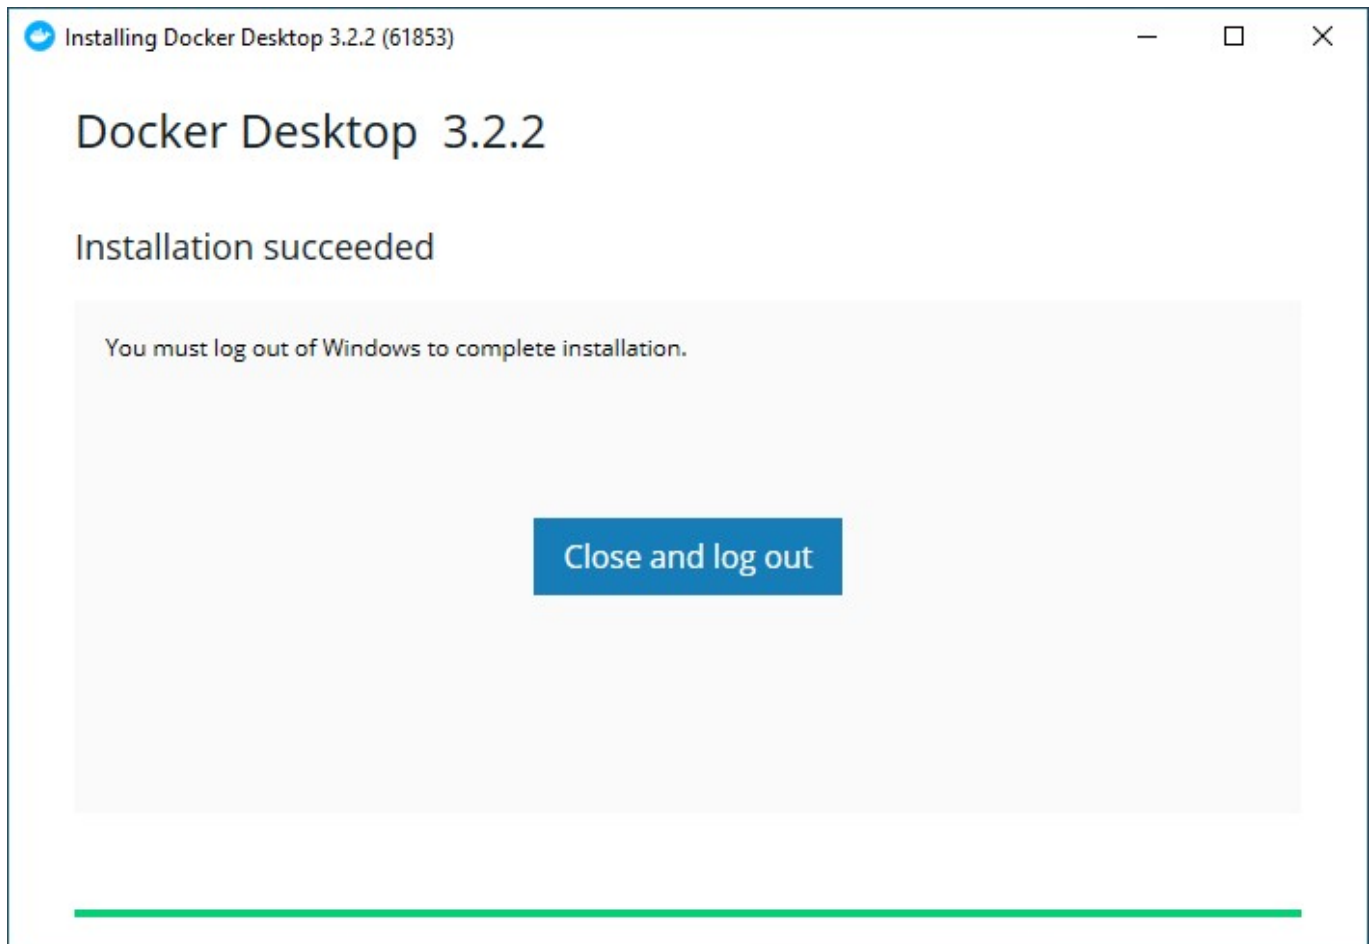 Installing Docker Desktop 3.2.2 (61853)
Docker Desktop 3.2.2
Installation succeeded
You must log out of Windows to complete installation.
Close and log out